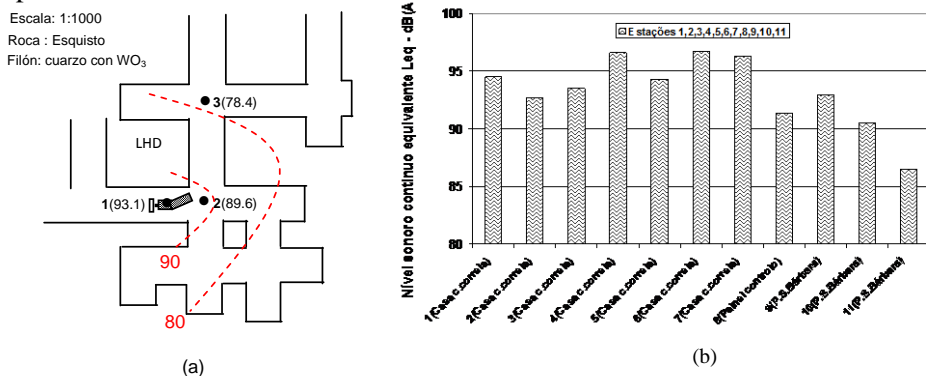 Escala: 1:1000
Roca : Esquisto
Filón: cuarzo con WO3
3(78.4)
LHD
1(93.1)
2(89.6)
90
80
(a)
Nível sonoro contínuo equivalente Leq - dB(A
100
95
90
85
80
E stações 1,2,3,4,5,6,7,8,9,10,11
1(Casa c.correia)
2(Casa c.correia)
3(Casa c.correia)
4(Casa c.correia)
5(Casa c.correia)
6(Casa c.correia)
7(Casa c.correia)
8(Painel controlo)
9(P.S.Bárbara)
10(P.S.Bárbara)
11(P.S.Bárbara)
(b)